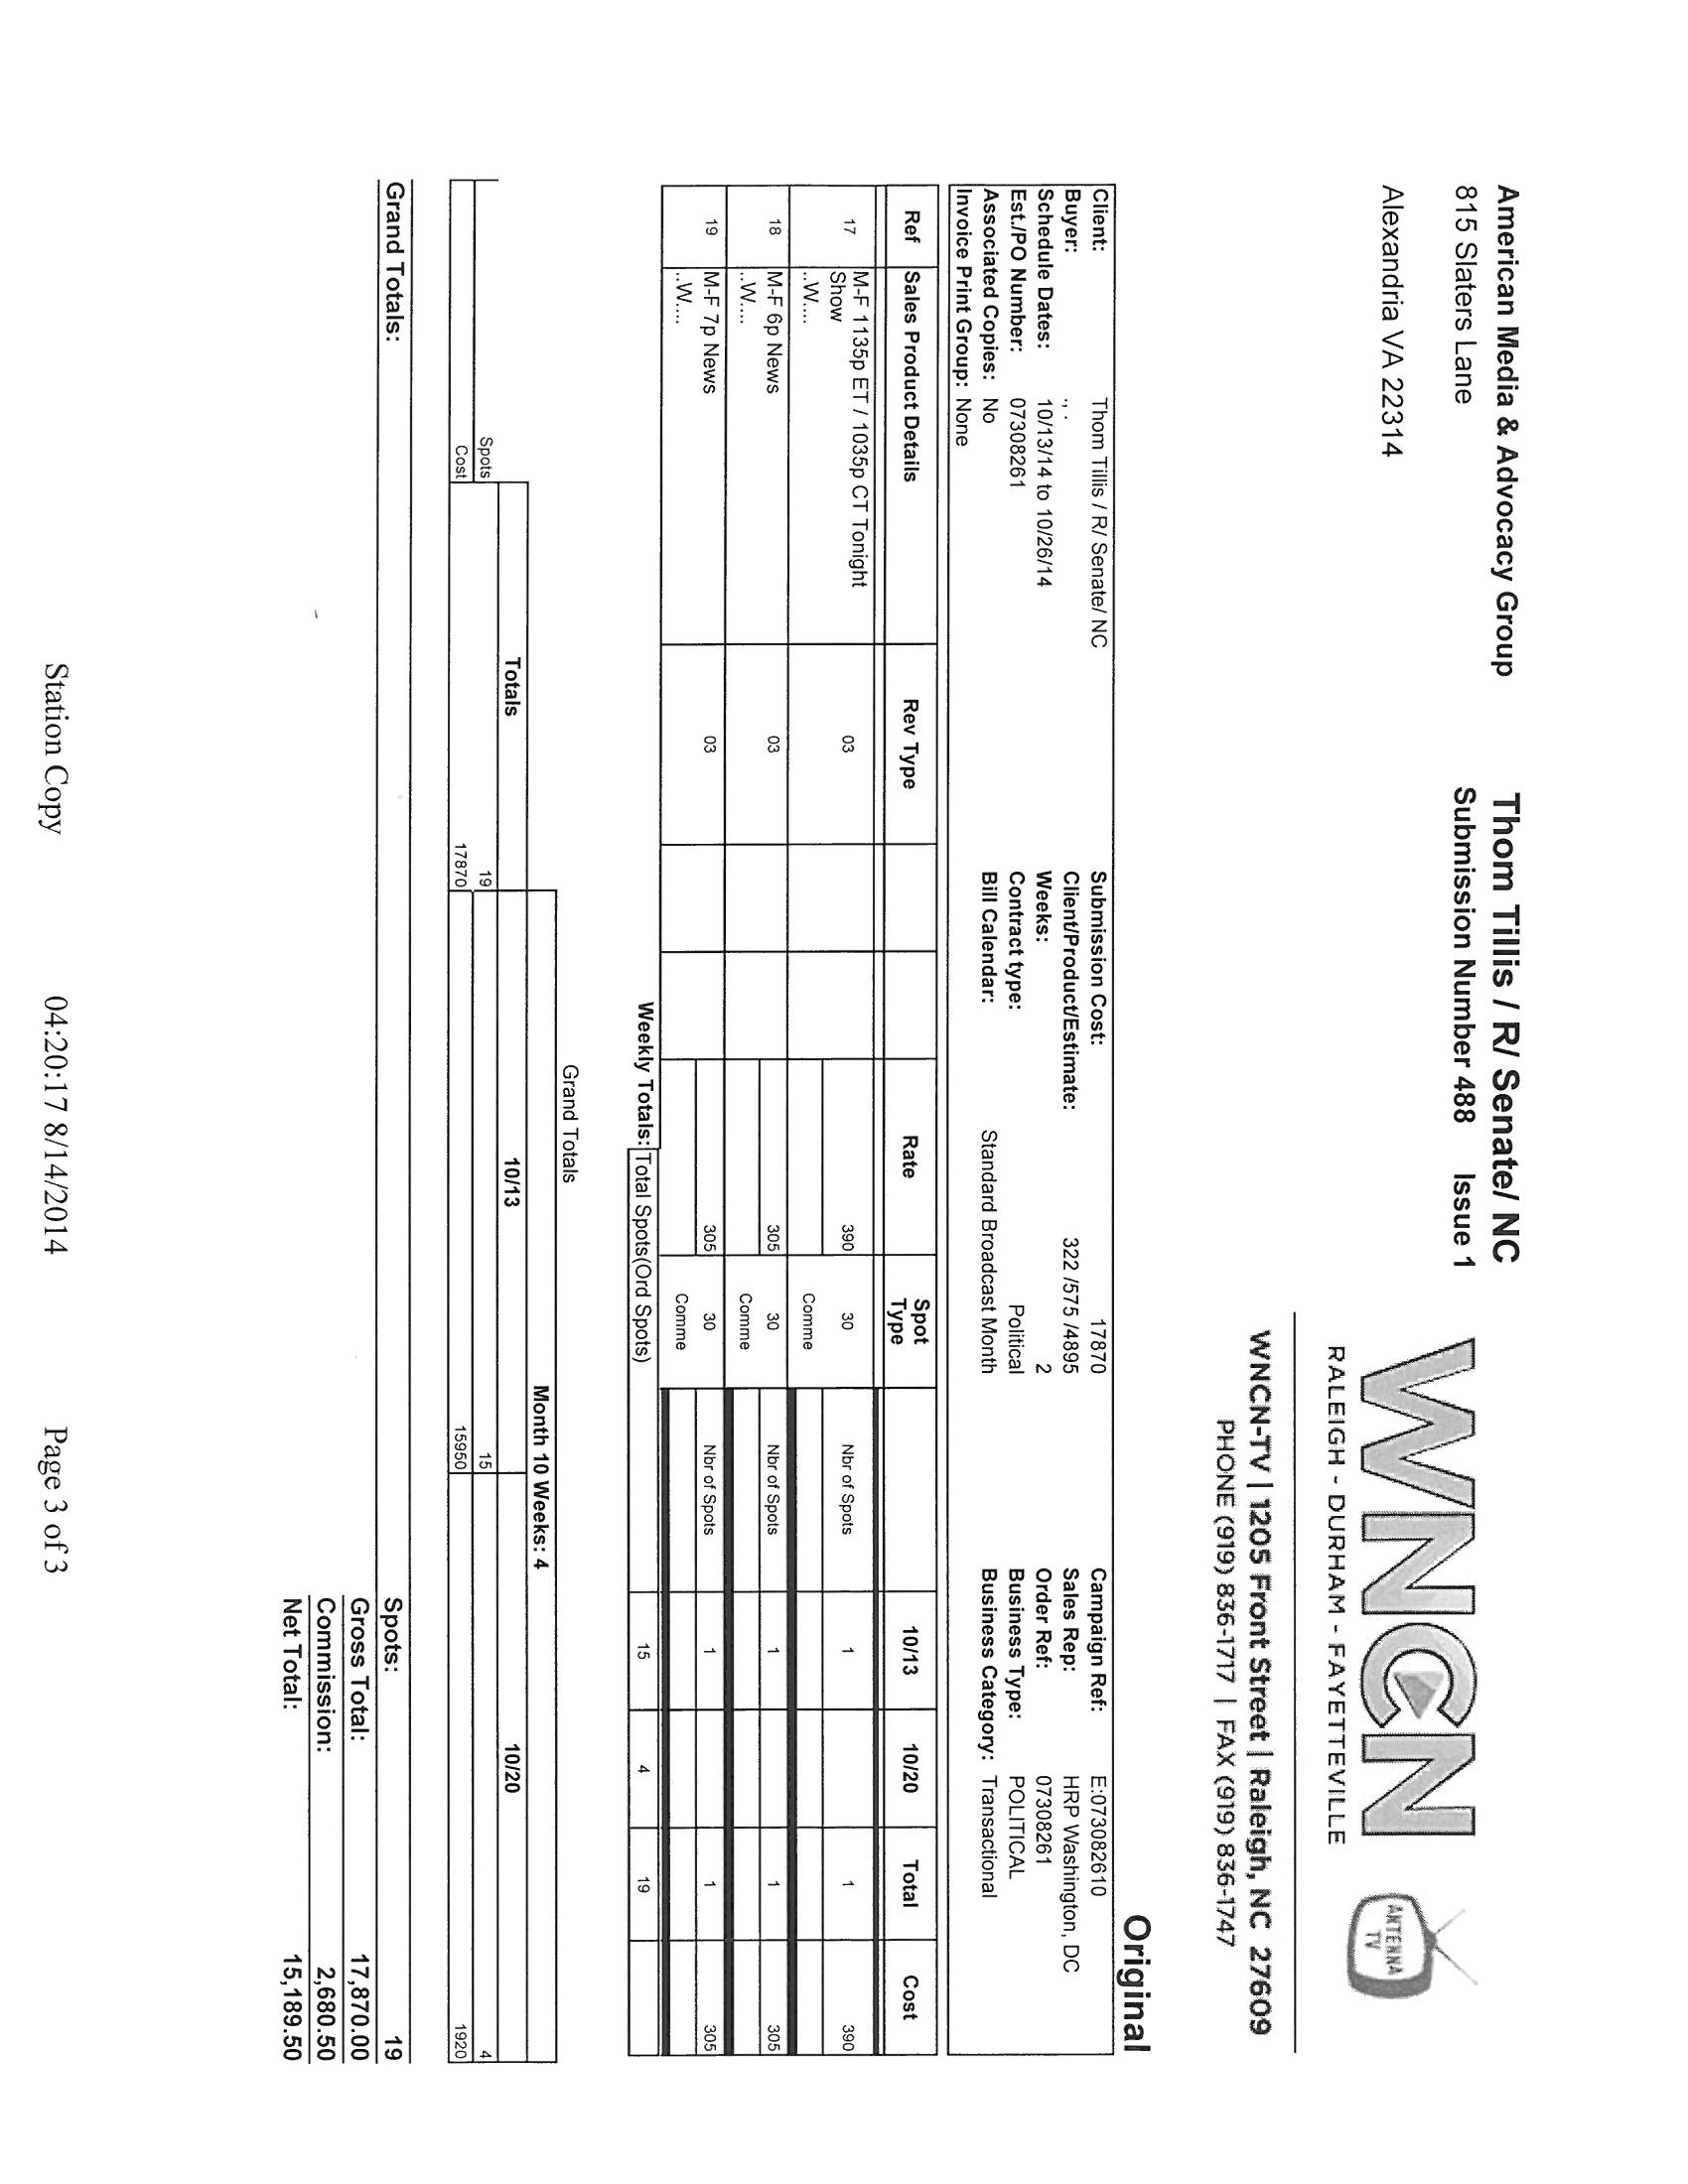 American Media & Advocacy Group
815 Slaters Lane
Alexandria VA 22314
Thom Tillis / R/ Senate/ NC
Submission Number 488 Issue 1
WNCN
ANTENNA TV
RALEIGH - DURHAM - FAYETTEVILLE
WNCN-TV | 1205 Front Street | Raleigh, NC 27609
PHONE (919) 836-1717 | FAX (919) 836-1747
Original
Client: Thom Tillis / R/ Senate/ NC Submission Cost: 17870 Campaign Ref: E:073082610
Buyer: ., . Client/Product/Estimate: 322 /575 /4895 Sales Rep: HRP Washington, DC
Schedule Dates: 10/13/14 to 10/26/14 Weeks: 2 Order Ref: 07308261
Est./PO Number: 07308261 Contract type: Political Business Type: POLITICAL
Associated Copies: No Bill Calendar: Standard Broadcast Month Business Category: Transactional
Invoice Print Group: None
Ref Sales Product Details Rev Type Rate Spot Type 10/13 10/20 Total Cost
17 M-F 1135p ET / 1035p CT Tonight 03 390 30 Nbr of Spots 1 1 390
Show
..W.... Comme
18 M-F 6p News 03 305 30 Nbr of Spots 1 1 305
..W.... Comme
19 M-F 7p News 03 305 30 Nbr of Spots 1 1 305
..W.... Comme
Weekly Totals: Total Spots(Ord Spots) 15 4 19
Grand Totals
Month 10 Weeks: 4
Totals 10/13 10/20
Spots 19 15 4
Cost 17870 15950 1920
Grand Totals: Spots: 19
Gross Total: 17,870.00
Commission: 2,680.50
Net Total: 15,189.50
Station Copy 04:20:17 8/14/2014 Page 3 of 3